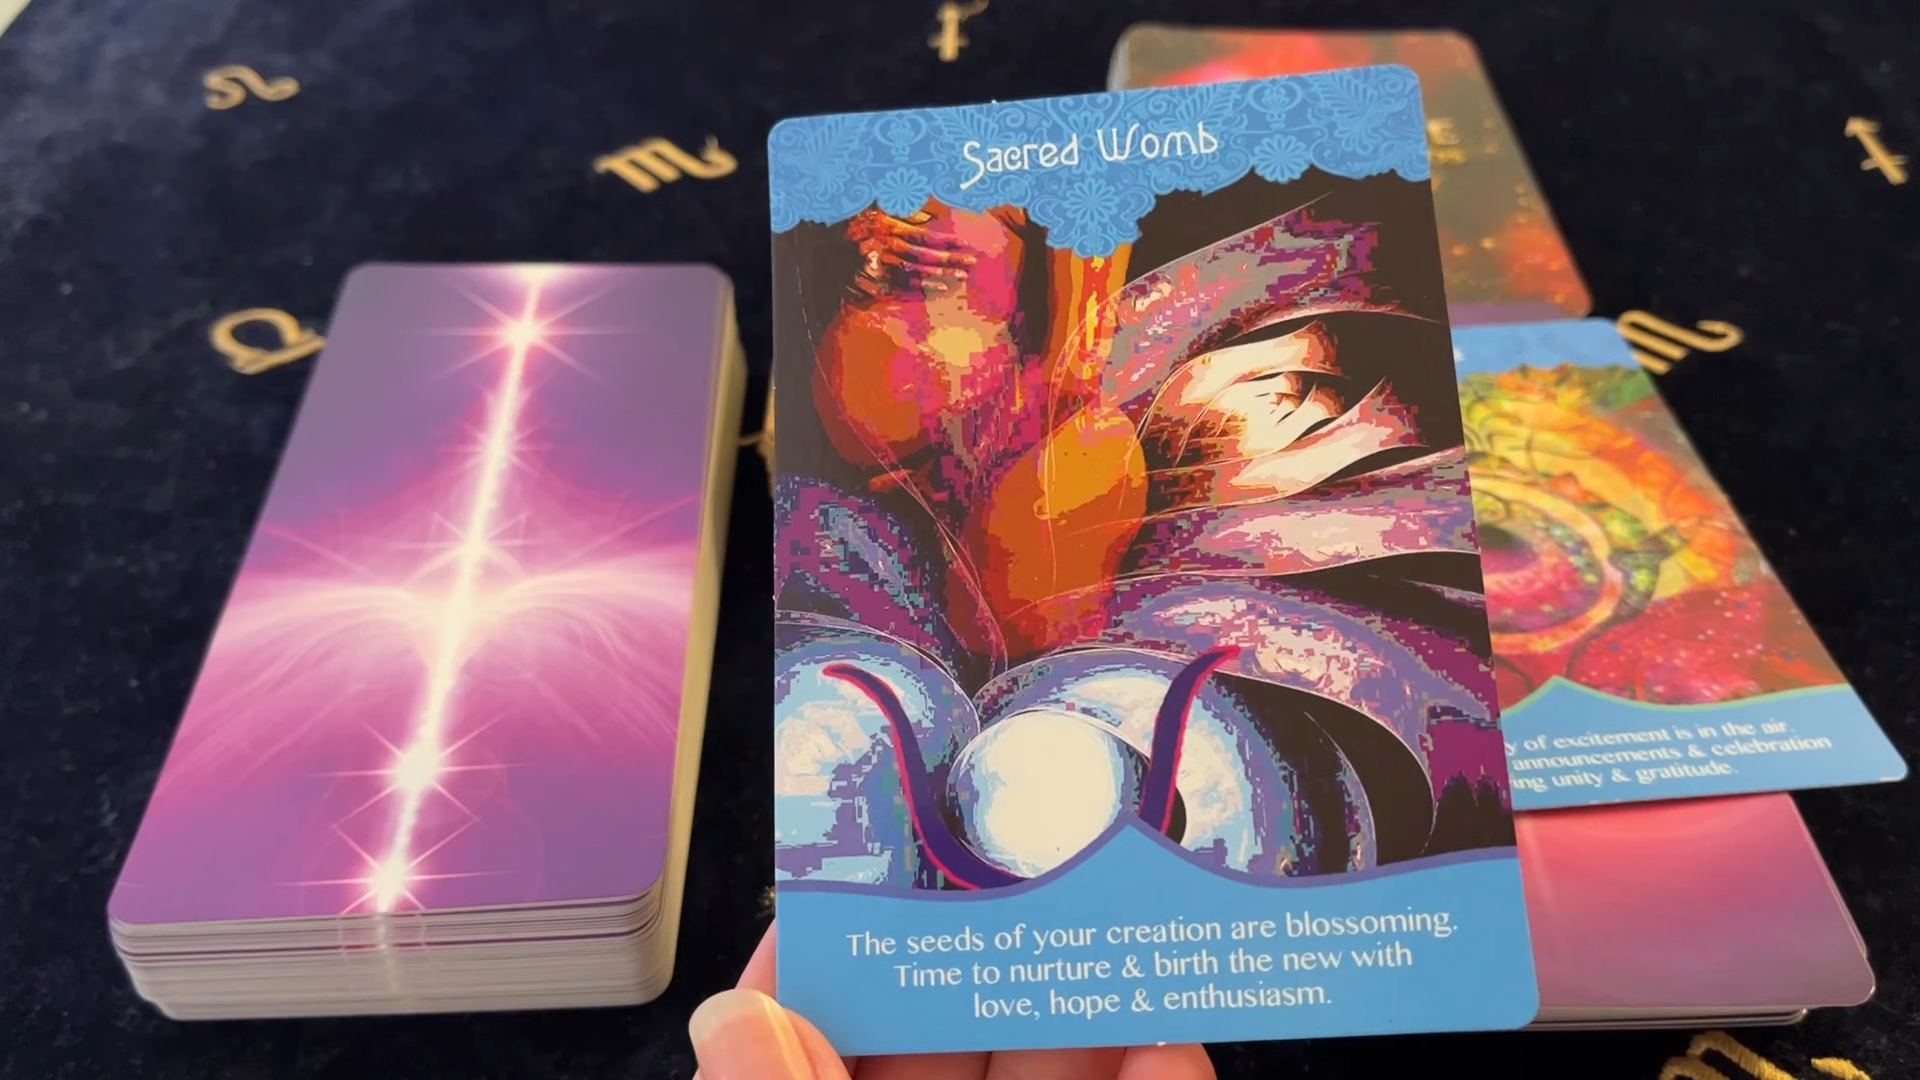 Sacred Womb
The seeds of your creation are blossoming.
Time to nurture & birth the new with
love, hope & enthusiasm.
of excitement is in the air.
announcements & celebration
unity & gratitude.